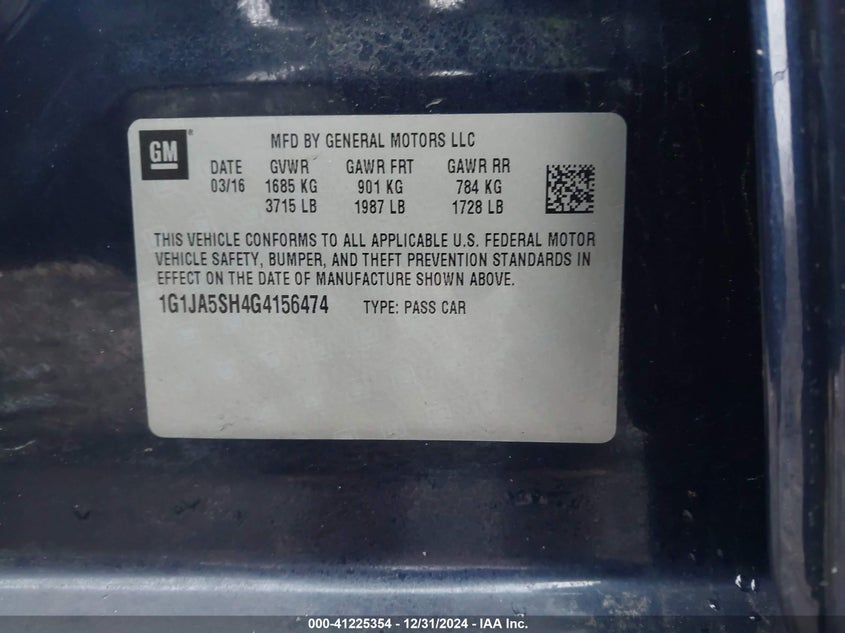 GM ®
MFD BY GENERAL MOTORS LLC
DATE GVWR GAWR FRT GAWR RR
03/16 1685 KG 901 KG 784 KG
3715 LB 1987 LB 1728 LB
THIS VEHICLE CONFORMS TO ALL APPLICABLE U.S. FEDERAL MOTOR
VEHICLE SAFETY, BUMPER, AND THEFT PREVENTION STANDARDS IN
EFFECT ON THE DATE OF MANUFACTURE SHOWN ABOVE.
1G1JA5SH4G4156474 TYPE: PASS CAR
000-41225354 - 12/31/2024 - IAA Inc.